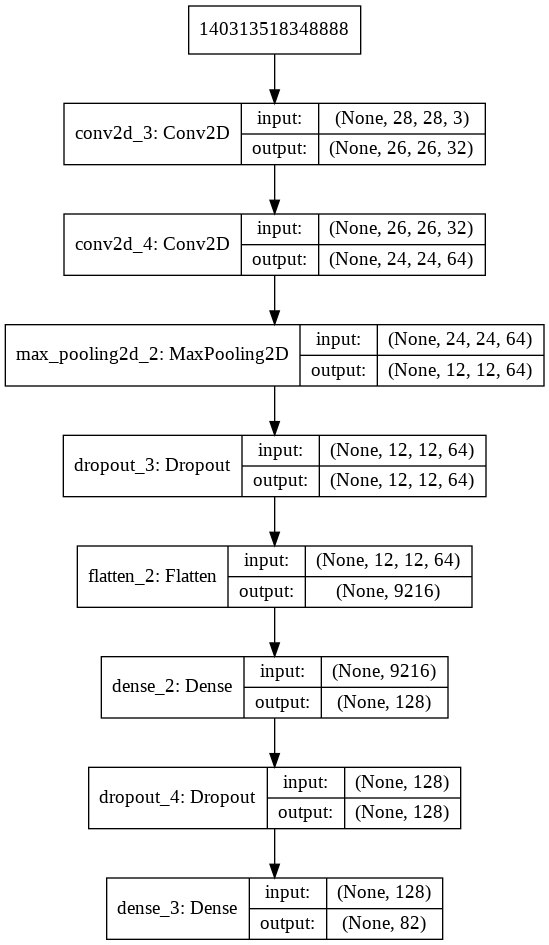 140313518348888
conv2d_3: Conv2D
input: (None, 28, 28, 3)
output: (None, 26, 26, 32)
conv2d_4: Conv2D
input: (None, 26, 26, 32)
output: (None, 24, 24, 64)
max_pooling2d_2: MaxPooling2D
input: (None, 24, 24, 64)
output: (None, 12, 12, 64)
dropout_3: Dropout
input: (None, 12, 12, 64)
output: (None, 12, 12, 64)
flatten_2: Flatten
input: (None, 12, 12, 64)
output: (None, 9216)
dense_2: Dense
input: (None, 9216)
output: (None, 128)
dropout_4: Dropout
input: (None, 128)
output: (None, 128)
dense_3: Dense
input: (None, 128)
output: (None, 82)